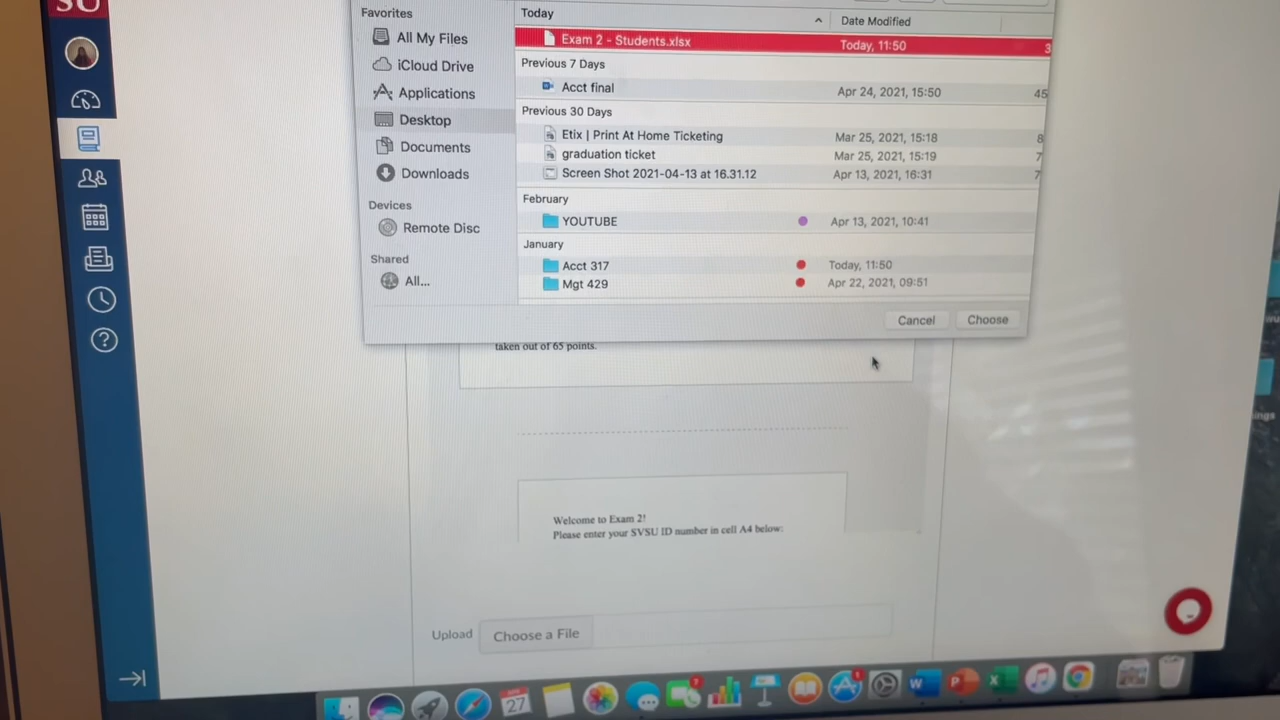 SU
Favorites
All My Files
iCloud Drive
Applications
Desktop
Documents
Downloads
Devices
Remote Disc
Shared
All...
Today
Date Modified
Exam 2 - Students.xlsx Today, 11:50 3
Previous 7 Days
Acct final Apr 24, 2021, 15:50 45
Previous 30 Days
Etix | Print At Home Ticketing Mar 25, 2021, 15:18 8
graduation ticket Mar 25, 2021, 15:19 7
Screen Shot 2021-04-13 at 16.31.12 Apr 13, 2021, 16:31 7
February
YOUTUBE Apr 13, 2021, 10:41
January
Acct 317 Today, 11:50
Mgt 429 Apr 22, 2021, 09:51
Cancel Choose
taken out of 65 points.
Welcome to Exam 2!
Please enter your SVSU ID number in cell A4 below:
Upload Choose a File
27
W P X